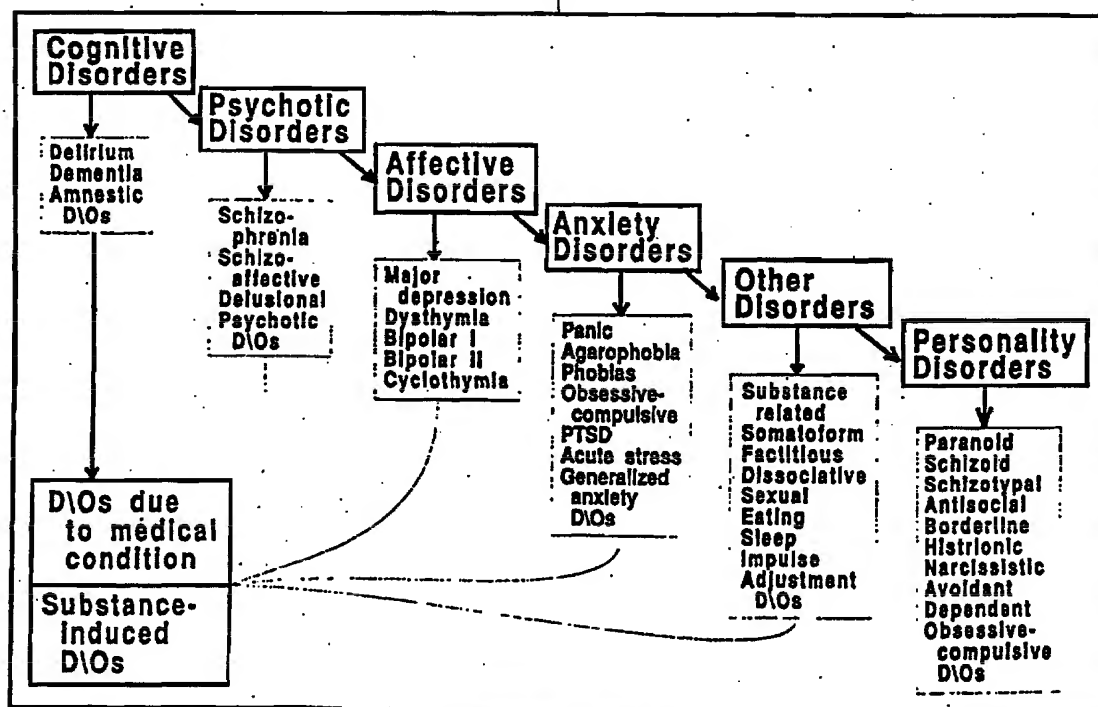 Cognitive
Disorders
Psychotic
Disorders
Affective
Disorders
Anxiety
Disorders
Other
Disorders
Personality
Disorders
Delirium
Dementia
Amnestic
D\Os
Schizo-
phrenia
Schizo-
affective
Delusional
Psychotic
D\Os
Major
depression
Dysthymia
Bipolar I
Bipolar II
Cyclothymia
Panic
Agarophobia
Phobias
Obsessive-
compulsive
PTSD
Acute stress
Generalized
anxiety
D\Os
Substance
related
Somatoform
Factitious
Dissociative
Sexual
Eating
Sleep
Impulse
Adjustment
D\Os
Paranoid
Schizoid
Schizotypal
Antisocial
Borderline
Histrionic
Narcissistic
Avoidant
Dependent
Obsessive-
compulsive
D\Os
D\Os due
to medical
condition
Substance-
induced
D\Os